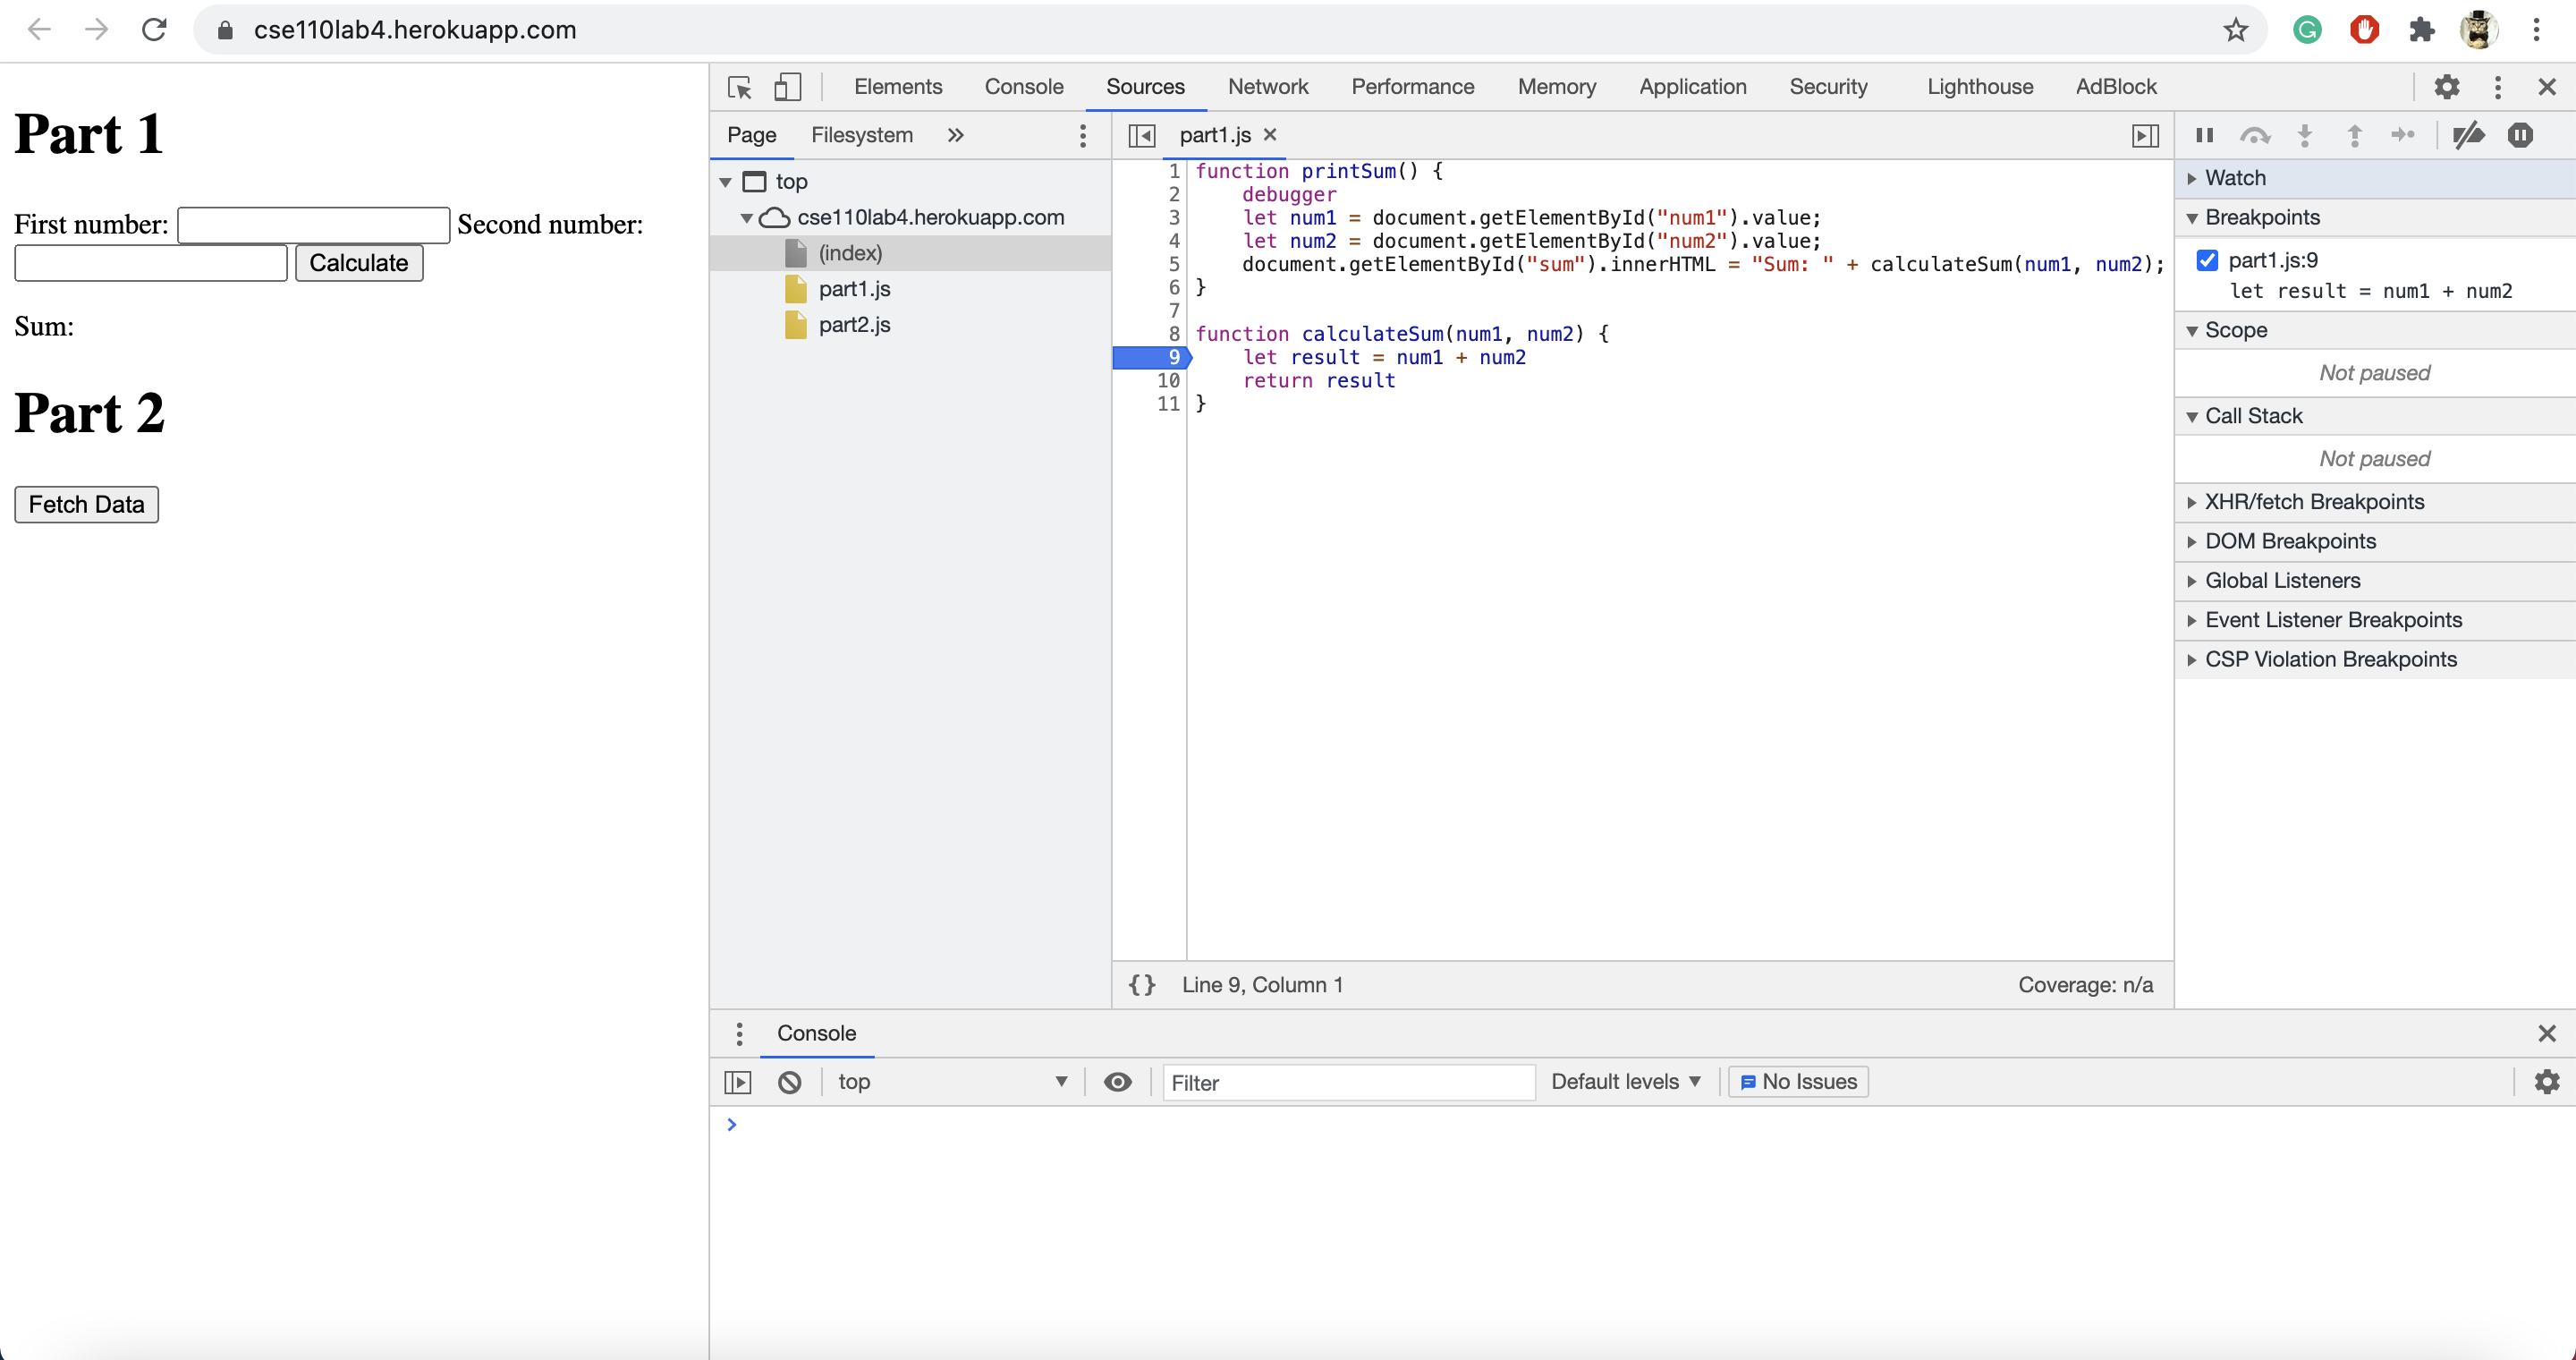 cse110lab4.herokuapp.com
Part 1
First number: Second number:
Calculate
Sum:
Part 2
Fetch Data
Elements Console Sources Network Performance Memory Application Security Lighthouse AdBlock
Page Filesystem »
top
cse110lab4.herokuapp.com
(index)
part1.js
part2.js
part1.js ×
1 function printSum() {
2 debugger
3 let num1 = document.getElementById("num1").value;
4 let num2 = document.getElementById("num2").value;
5 document.getElementById("sum").innerHTML = "Sum: " + calculateSum(num1, num2);
6 }
7
8 function calculateSum(num1, num2) {
9 let result = num1 + num2
10 return result
11 }
{} Line 9, Column 1 Coverage: n/a
Watch
Breakpoints
part1.js:9
let result = num1 + num2
Scope
Not paused
Call Stack
Not paused
XHR/fetch Breakpoints
DOM Breakpoints
Global Listeners
Event Listener Breakpoints
CSP Violation Breakpoints
Console
top Filter Default levels No Issues